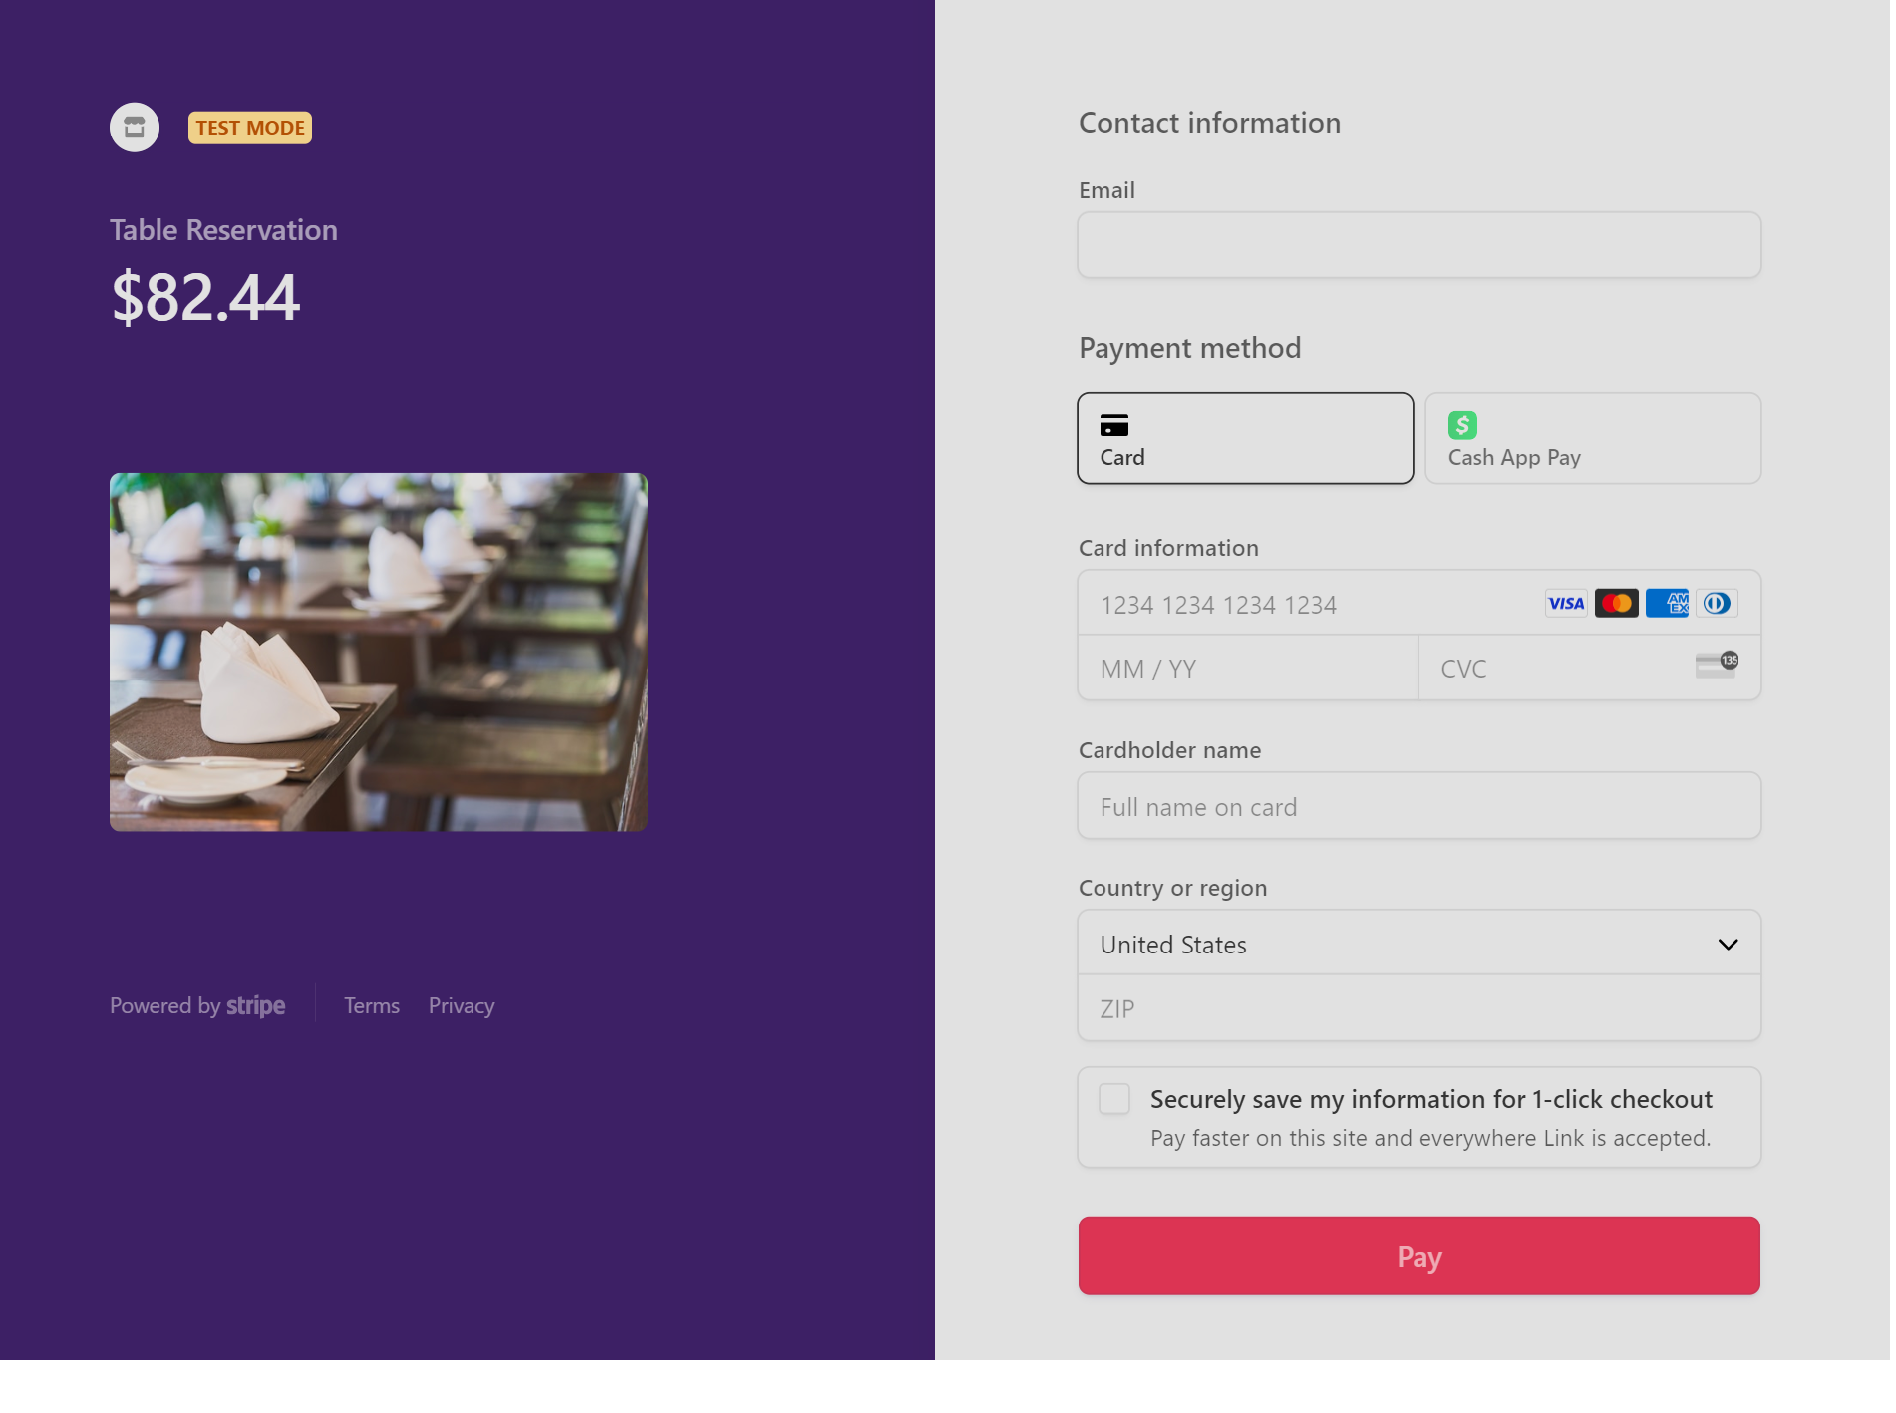 TEST MODE
Table Reservation
$82.44
Powered by stripe
Terms
Privacy
Contact information
Email
Payment method
Card
Cash App Pay
Card information
1234 1234 1234 1234
VISA
AM
EX
MM / YY
CVC
135
Cardholder name
Full name on card
Country or region
United States
ZIP
Securely save my information for 1-click checkout
Pay faster on this site and everywhere Link is accepted.
Pay